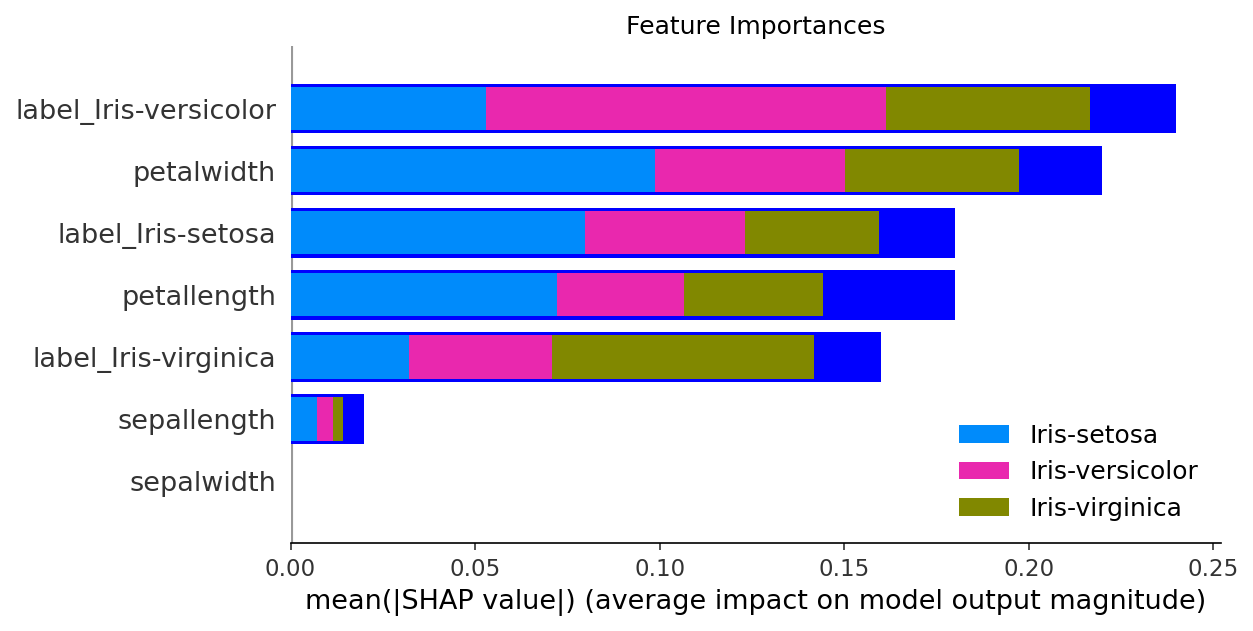 Feature Importances
label_Iris-versicolor
petalwidth
label_Iris-setosa
petallength
label_Iris-virginica
sepallength
sepalwidth
Iris-setosa
Iris-versicolor
Iris-virginica
0.00 0.05 0.10 0.15 0.20 0.25
mean(|SHAP value|) (average impact on model output magnitude)